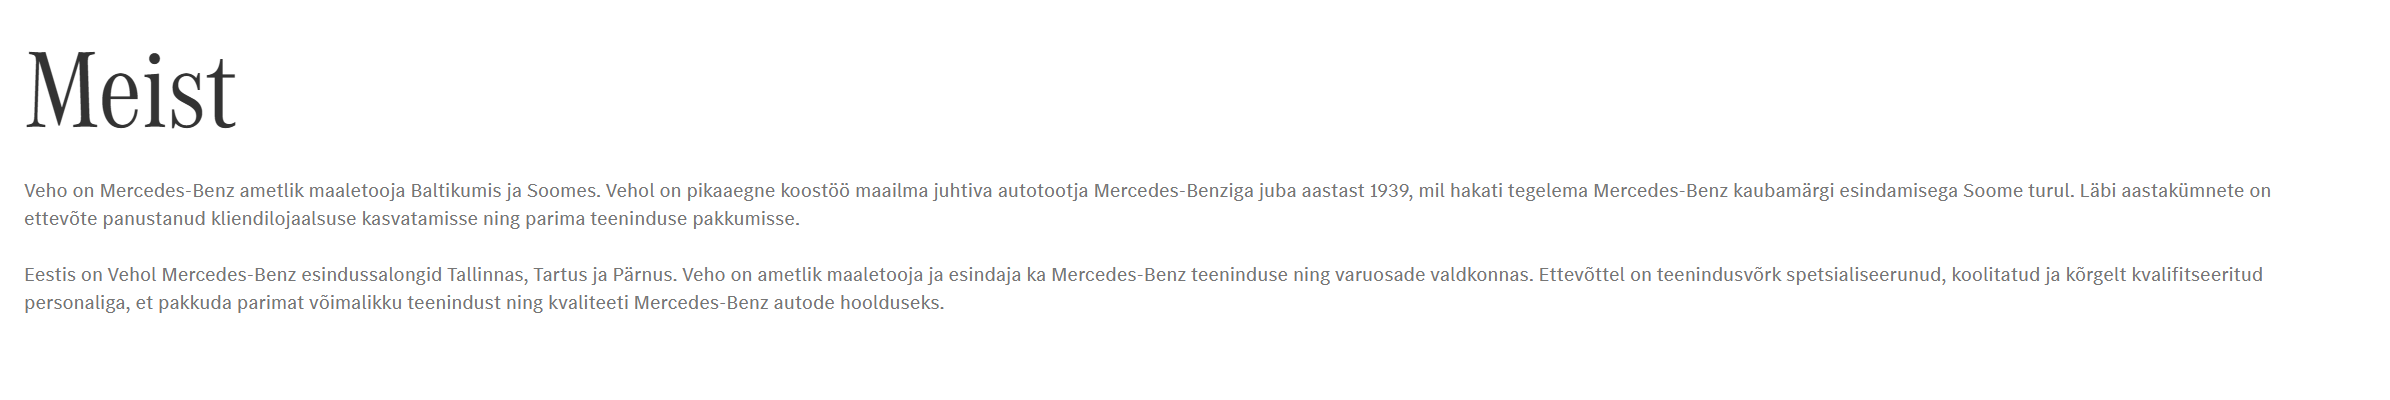 Meist
Veho on Mercedes-Benz ametlik maaletooja Baltikumis ja Soomes. Vehol on pikaaegne koostöö maailma juhtiva autotootja Mercedes-Benziga juba aastast 1939, mil hakati tegelema Mercedes-Benz kaubamärgi esindamisega Soome turul. Läbi aastakümnete on
ettevõte panustanud kliendilojaalsuse kasvatamisse ning parima teeninduse pakkumisse.
Eestis on Vehol Mercedes-Benz esindussalongid Tallinnas, Tartus ja Pärnus. Veho on ametlik maaletooja ja esindaja ka Mercedes-Benz teeninduse ning varuosade valdkonnas. Ettevõttel on teenindusvõrk spetsialiseerunud, koolitatud ja kõrgelt kvalifitseeritud
personaliga, et pakkuda parimat võimalikku teenindust ning kvaliteeti Mercedes-Benz autode hoolduseks.